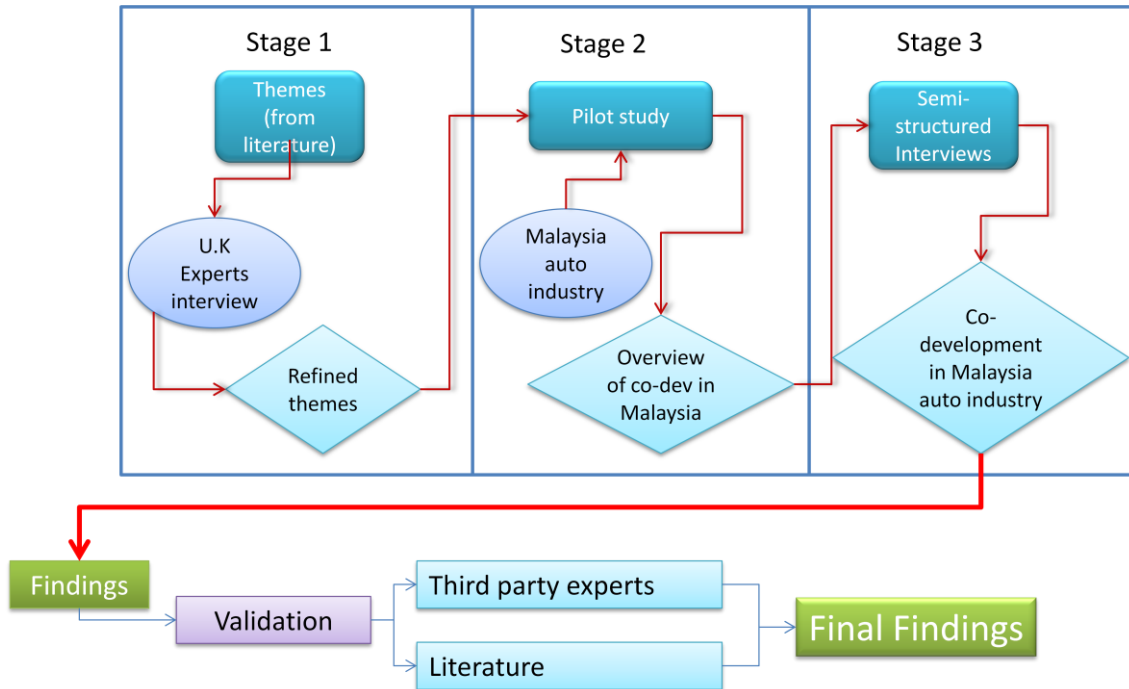 Stage 1
Themes
(from
literature)
U.K
Experts
interview
Refined
themes
Stage 2
Pilot study
Malaysia
auto
industry
Overview
of co-dev in
Malaysia
Stage 3
Semi-
structured
Interviews
Co-
development
in Malaysia
auto industry
Findings
Validation
Third party experts
Literature
Final Findings